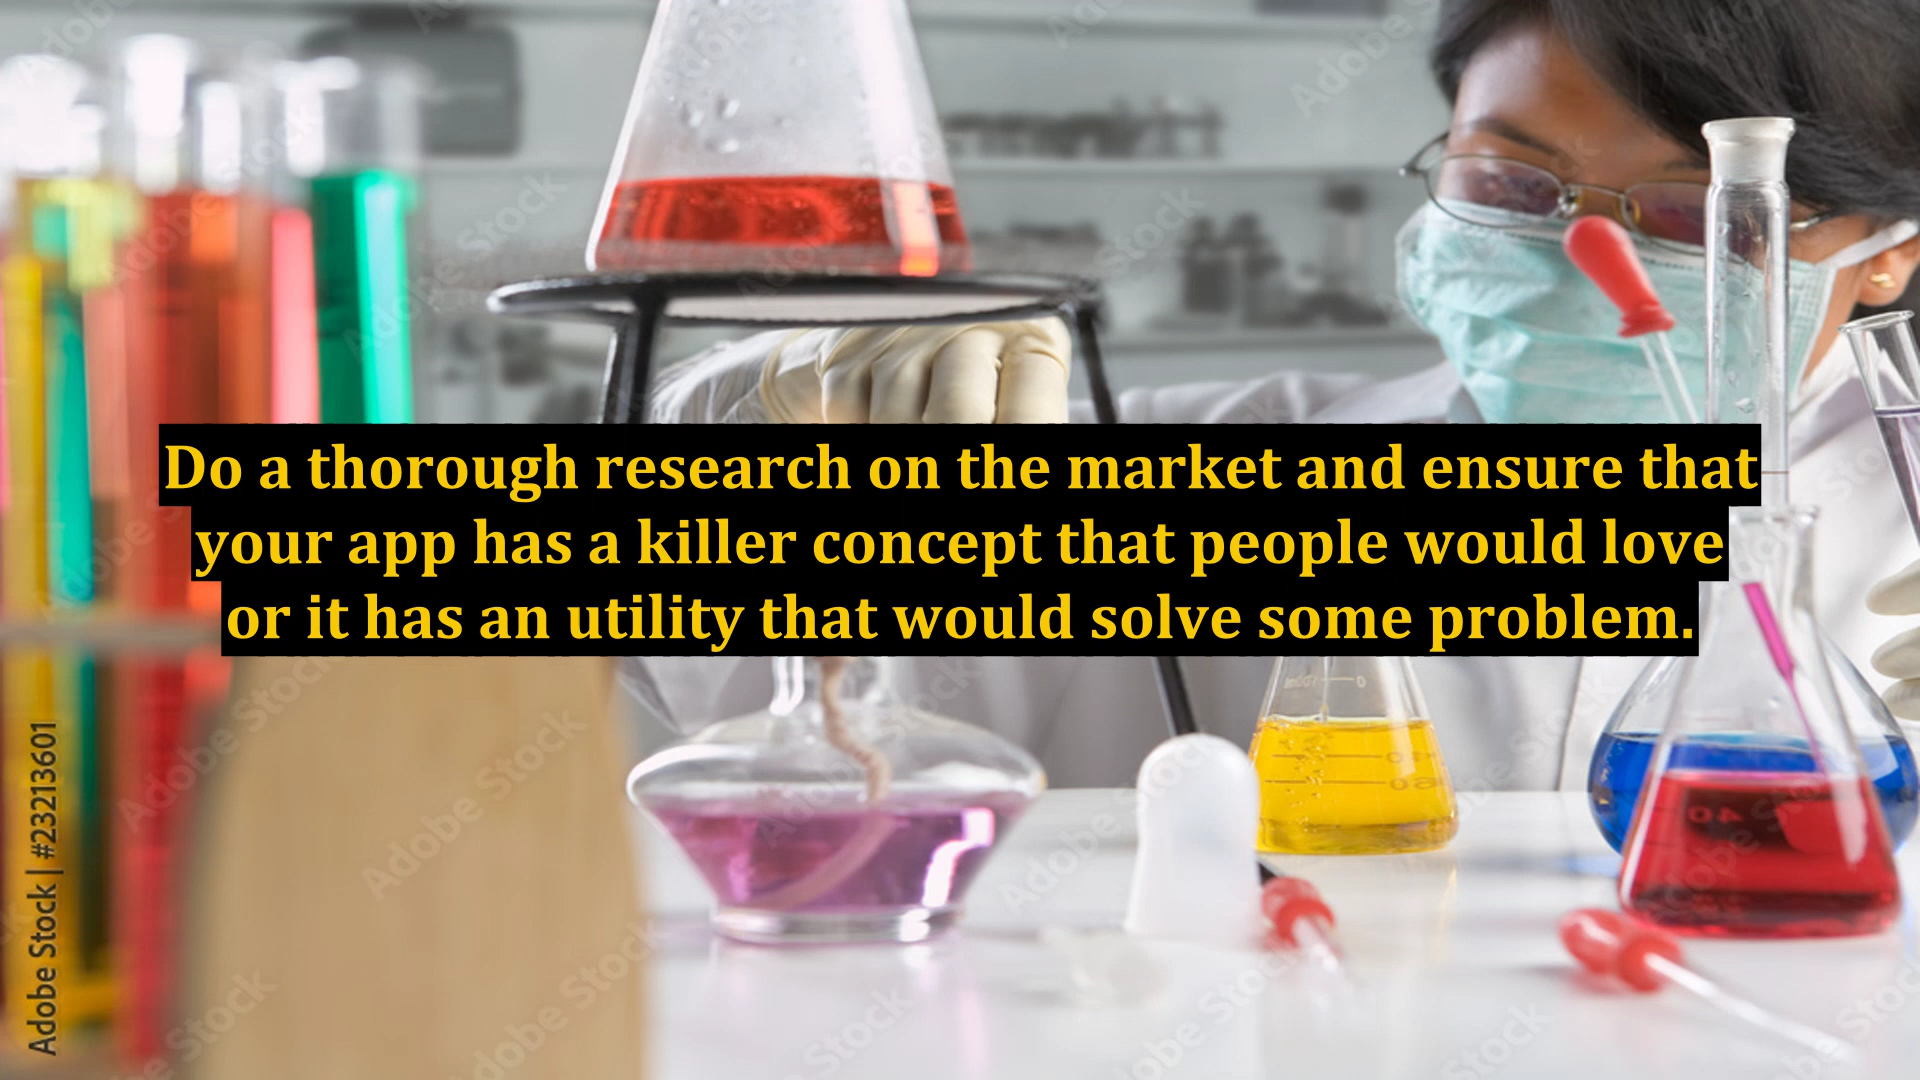 Do a thorough research on the market and ensure that
your app has a killer concept that people would love
or it has an utility that would solve some problem.
Adobe Stock | #23213601